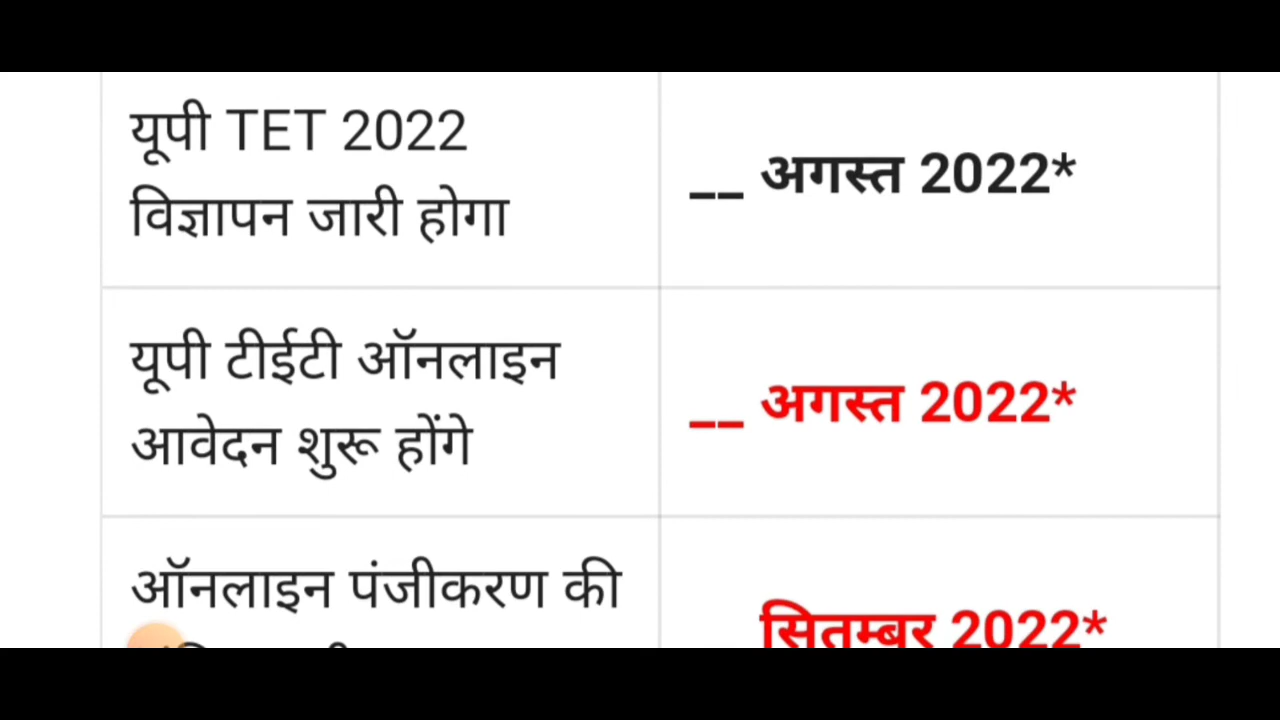 यूपी TET 2022
विज्ञापन जारी होगा
__ अगस्त 2022*
यूपी टीईटी ऑनलाइन
आवेदन शुरू होंगे
__ अगस्त 2022*
ऑनलाइन पंजीकरण की
सितम्बर 2022*